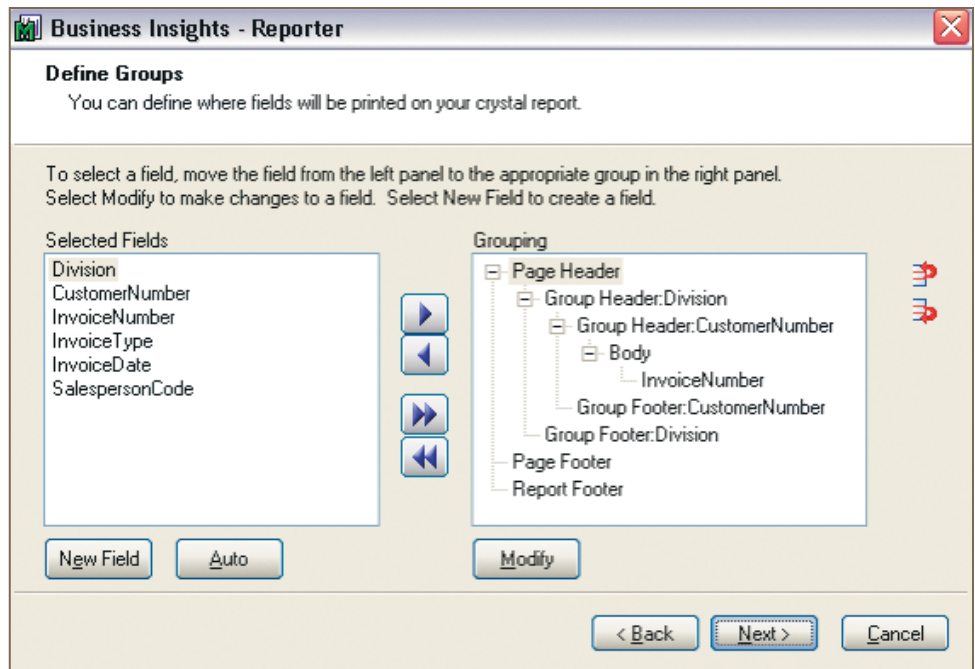 Business Insights - Reporter
Define Groups
You can define where fields will be printed on your crystal report.
To select a field, move the field from the left panel to the appropriate group in the right panel.
Select Modify to make changes to a field. Select New Field to create a field.
Selected Fields
Division
CustomerNumber
InvoiceNumber
InvoiceType
InvoiceDate
SalespersonCode
Grouping
Page Header
Group Header:Division
Group Header:CustomerNumber
Body
InvoiceNumber
Group Footer:CustomerNumber
Group Footer:Division
Page Footer
Report Footer
New Field
Auto
Modify
< Back
Next >
Cancel